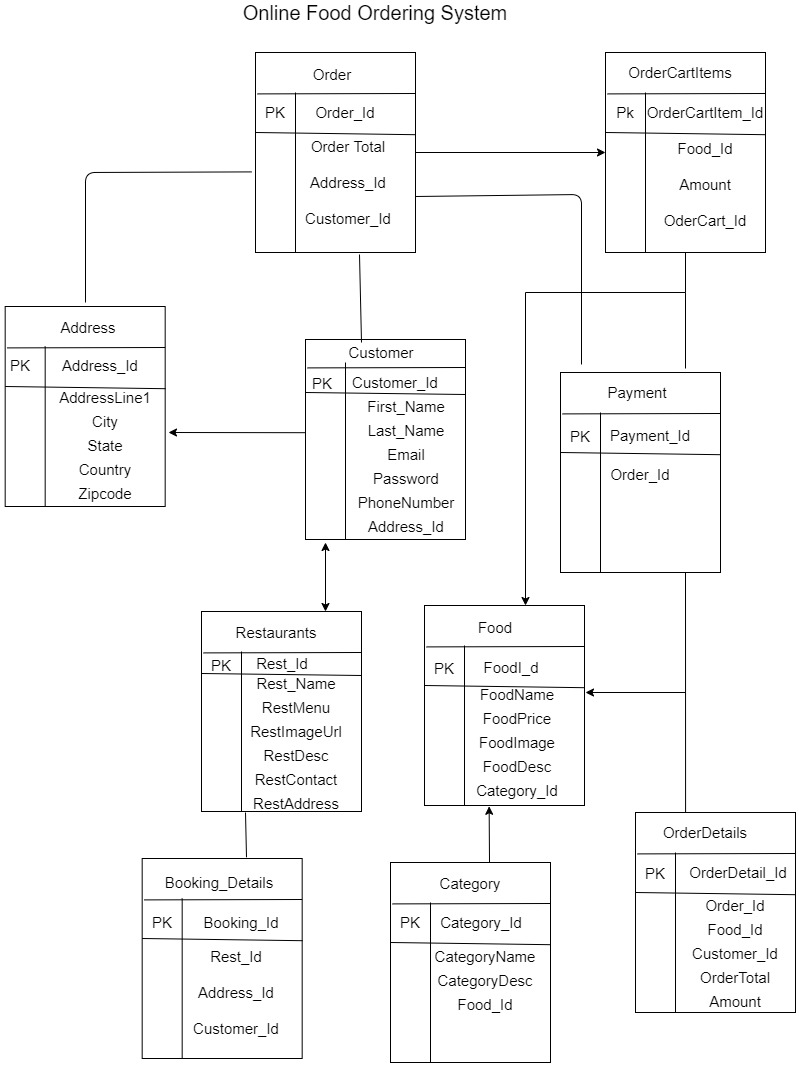 Online Food Ordering System
Order
PK Order_Id
Order Total
Address_Id
Customer_Id
OrderCartItems
Pk OrderCartItem_Id
Food_Id
Amount
OderCart_Id
Address
PK Address_Id
AddressLine1
City
State
Country
Zipcode
Customer
PK Customer_Id
First_Name
Last_Name
Email
Password
PhoneNumber
Address_Id
Payment
PK Payment_Id
Order_Id
Restaurants
PK Rest_Id
Rest_Name
RestMenu
RestImageUrl
RestDesc
RestContact
RestAddress
Food
PK FoodI_d
FoodName
FoodPrice
FoodImage
FoodDesc
Category_Id
OrderDetails
PK OrderDetail_Id
Order_Id
Food_Id
Customer_Id
OrderTotal
Amount
Booking_Details
PK Booking_Id
Rest_Id
Address_Id
Customer_Id
Category
PK Category_Id
CategoryName
CategoryDesc
Food_Id